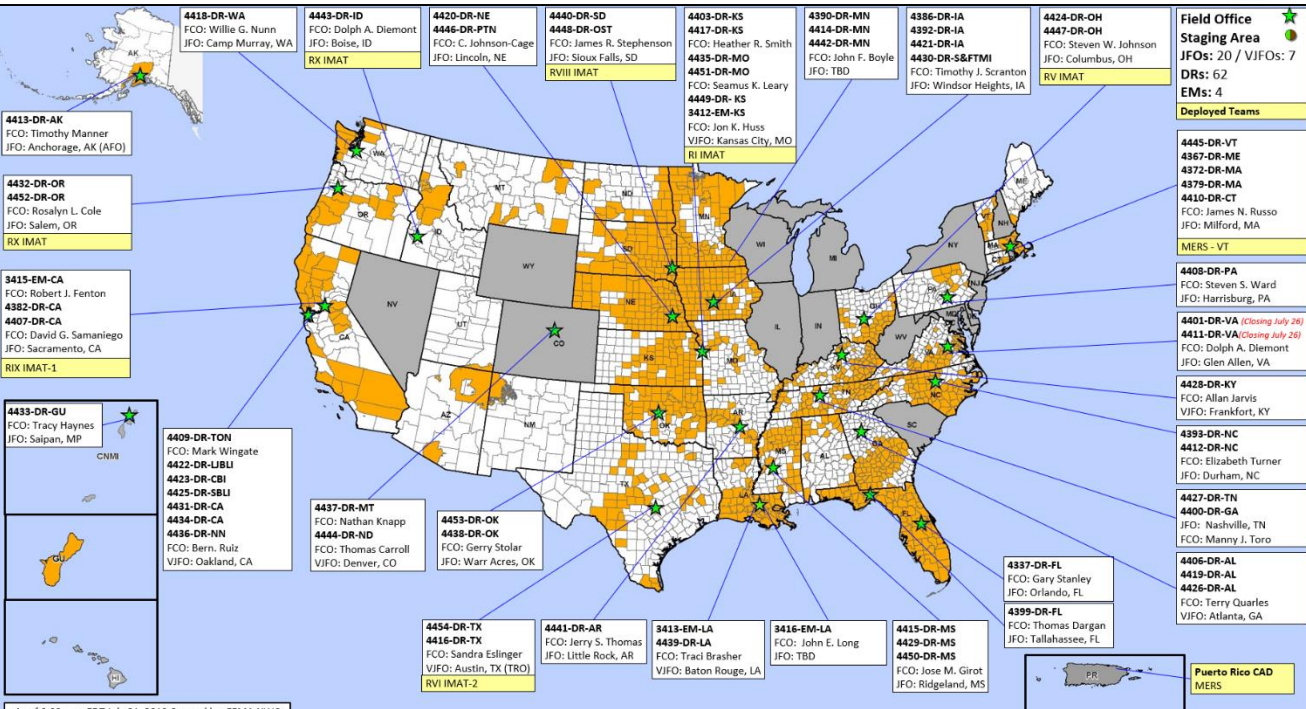 4418-DR-WA
FCO: Willie G. Nunn
JFO: Camp Murray, WA
4443-DR-ID
FCO: Dolph A. Diemont
JFO: Boise, ID
RX IMAT
4420-DR-NE
4446-DR-PTN
FCO: C. Johnson-Cage
JFO: Lincoln, NE
4440-DR-SD
4448-DR-OST
FCO: James R. Stephenson
JFO: Sioux Falls, SD
RVIII IMAT
4403-DR-KS
4417-DR-KS
FCO: Heather R. Smith
4435-DR-MO
4451-DR-MO
FCO: Seamus K. Leary
4449-DR- KS
3412-EM-KS
FCO: Jon K. Huss
VJFO: Kansas City, MO
RI IMAT
4390-DR-MN
4414-DR-MN
4442-DR-MN
FCO: John F. Boyle
JFO: TBD
4386-DR-IA
4392-DR-IA
4421-DR-IA
4430-DR-S&FTMI
FCO: Timothy J. Scranton
JFO: Windsor Heights, IA
4424-DR-OH
4447-DR-OH
FCO: Steven W. Johnson
JFO: Columbus, OH
RV IMAT
Field Office
Staging Area
JFOs: 20 / VJFOs: 7
DRs: 62
EMs: 4
Deployed Teams
4413-DR-AK
FCO: Timothy Manner
JFO: Anchorage, AK (AFO)
4432-DR-OR
4452-DR-OR
FCO: Rosalyn L. Cole
JFO: Salem, OR
RX IMAT
3415-EM-CA
FCO: Robert J. Fenton
4382-DR-CA
4407-DR-CA
FCO: David G. Samaniego
JFO: Sacramento, CA
RIX IMAT-1
4445-DR-VT
4367-DR-ME
4372-DR-MA
4379-DR-MA
4410-DR-CT
FCO: James N. Russo
JFO: Milford, MA
MERS - VT
4408-DR-PA
FCO: Steven S. Ward
JFO: Harrisburg, PA
4401-DR-VA (Closing July 26)
4411-DR-VA(Closing July 26)
FCO: Dolph A. Diemont
JFO: Glen Allen, VA
4428-DR-KY
FCO: Allan Jarvis
VJFO: Frankfort, KY
4393-DR-NC
4412-DR-NC
FCO: Elizabeth Turner
JFO: Durham, NC
4427-DR-TN
4400-DR-GA
JFO: Nashville, TN
FCO: Manny J. Toro
4406-DR-AL
4419-DR-AL
4426-DR-AL
FCO: Terry Quarles
VJFO: Atlanta, GA
4433-DR-GU
FCO: Tracy Haynes
JFO: Saipan, MP
CNMI
4409-DR-TON
FCO: Mark Wingate
4422-DR-LJBLI
4423-DR-CBI
4425-DR-SBLI
4431-DR-CA
4434-DR-CA
4436-DR-NN
FCO: Bern. Ruiz
VJFO: Oakland, CA
4437-DR-MT
FCO: Nathan Knapp
4444-DR-ND
FCO: Thomas Carroll
VJFO: Denver, CO
4453-DR-OK
4438-DR-OK
FCO: Gerry Stolar
JFO: Warr Acres, OK
4454-DR-TX
4416-DR-TX
FCO: Sandra Eslinger
VJFO: Austin, TX (TRO)
RVI IMAT-2
4441-DR-AR
FCO: Jerry S. Thomas
JFO: Little Rock, AR
3413-EM-LA
4439-DR-LA
FCO: Traci Brasher
VJFO: Baton Rouge, LA
3416-EM-LA
FCO: John E. Long
JFO: TBD
4415-DR-MS
4429-DR-MS
4450-DR-MS
FCO: Jose M. Girot
JFO: Ridgeland, MS
4337-DR-FL
FCO: Gary Stanley
JFO: Orlando, FL
4399-DR-FL
FCO: Thomas Dargan
JFO: Tallahassee, FL
Puerto Rico CAD
MERS
AK
WA
OR
CA
NV
ID
MT
WY
UT
AZ
CO
NM
ND
SD
NE
KS
OK
TX
MN
IA
MO
AR
LA
WI
IL
MI
IN
OH
KY
TN
MS
AL
GA
FL
SC
NC
VA
WV
PA
NY
NJ
MD
VT
NH
ME
MA
CT
GU
HI
PR